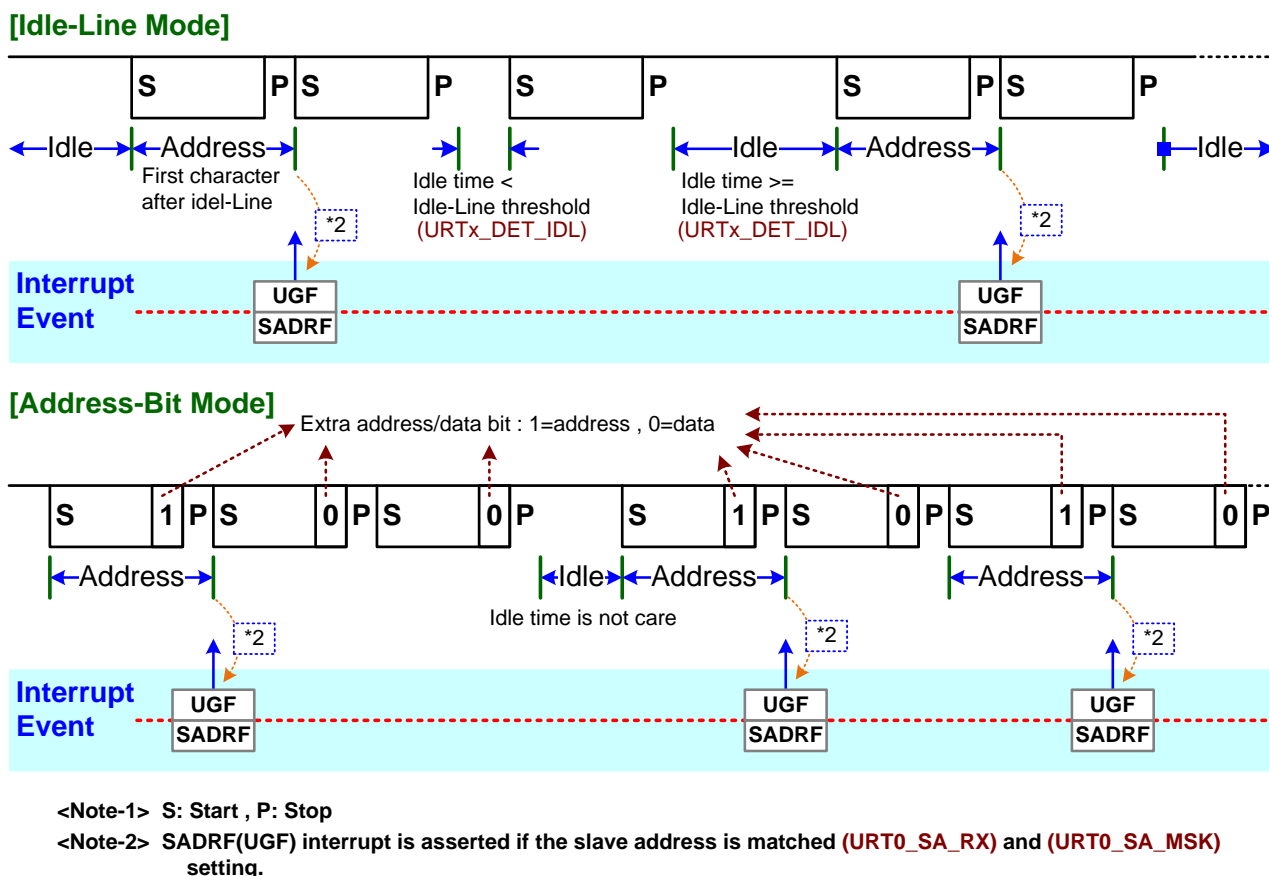 [Idle-Line Mode]
S P S P S P S P S P
Idle Address Idle Address Idle
First character
after idel-Line
*2
Idle time <
Idle-Line threshold
(URTx_DET_IDL)
Idle time >=
Idle-Line threshold
(URTx_DET_IDL)
*2
Interrupt
Event
UGF
SADRF
UGF
SADRF
[Address-Bit Mode]
Extra address/data bit : 1=address , 0=data
S 1 P S 0 P S 0 P S 1 P S 0 P S 1 P S 0 P
Address Idle Address Address
Idle time is not care
*2 *2 *2
Interrupt
Event
UGF
SADRF
UGF
SADRF
UGF
SADRF
<Note-1> S: Start , P: Stop
<Note-2> SADRF(UGF) interrupt is asserted if the slave address is matched (URT0_SA_RX) and (URT0_SA_MSK)
setting.